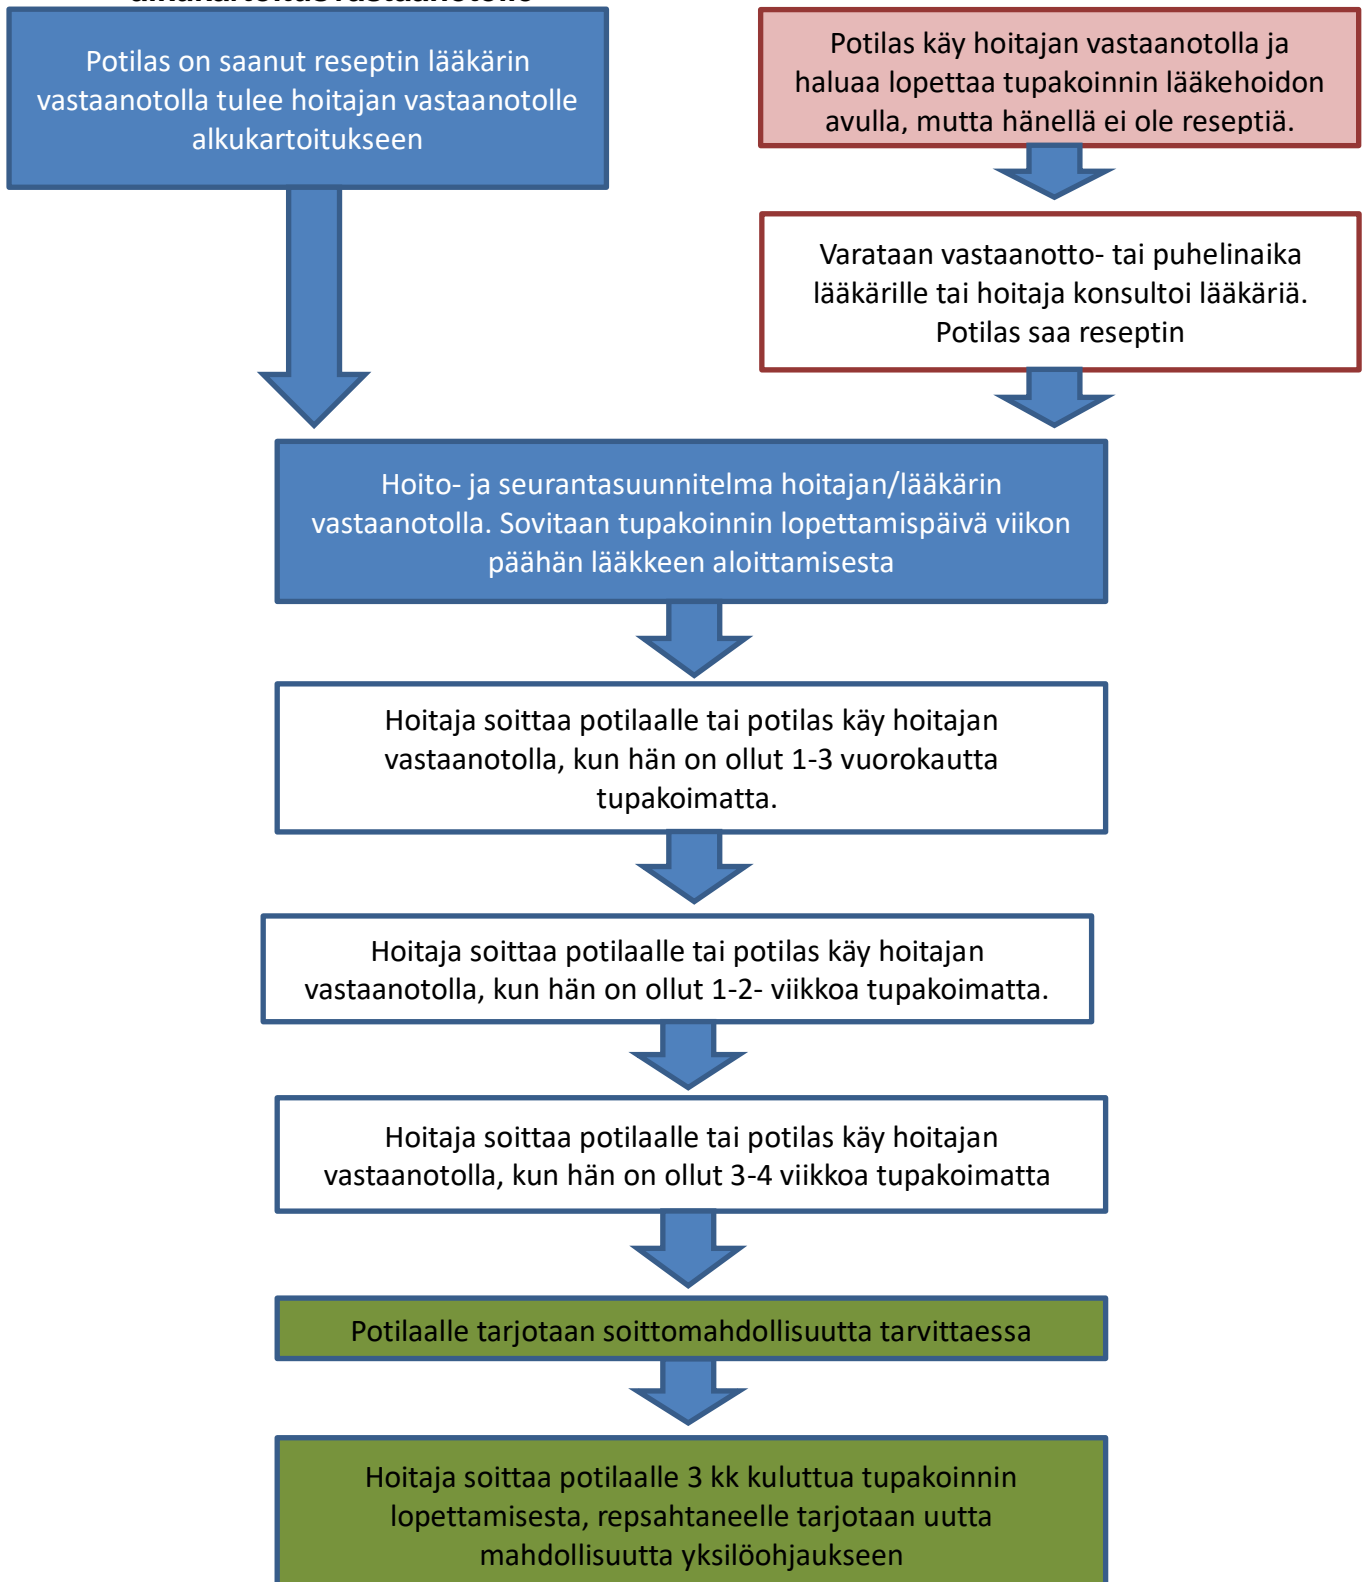 Potilas on saanut reseptin lääkärin
vastaanotolla tulee hoitajan vastaanotolle
alkukartoitukseen
Potilas käy hoitajan vastaanotolla ja
haluaa lopettaa tupakoinnin lääkehoidon
avulla, mutta hänellä ei ole reseptiä.
Varataan vastaanotto- tai puhelinaika
lääkärille tai hoitaja konsultoi lääkäriä.
Potilas saa reseptin
Hoito- ja seurantasuunnitelma hoitajan/lääkärin
vastaanotolla. Sovitaan tupakoinnin lopettamispäivä viikon
päähän lääkkeen aloittamisesta
Hoitaja soittaa potilaalle tai potilas käy hoitajan
vastaanotolla, kun hän on ollut 1-3 vuorokautta
tupakoimatta.
Hoitaja soittaa potilaalle tai potilas käy hoitajan
vastaanotolla, kun hän on ollut 1-2- viikkoa tupakoimatta.
Hoitaja soittaa potilaalle tai potilas käy hoitajan
vastaanotolla, kun hän on ollut 3-4 viikkoa tupakoimatta
Potilaalle tarjotaan soittomahdollisuutta tarvittaessa
Hoitaja soittaa potilaalle 3 kk kuluttua tupakoinnin
lopettamisesta, repsahtaneelle tarjotaan uutta
mahdollisuutta yksilöohjaukseen